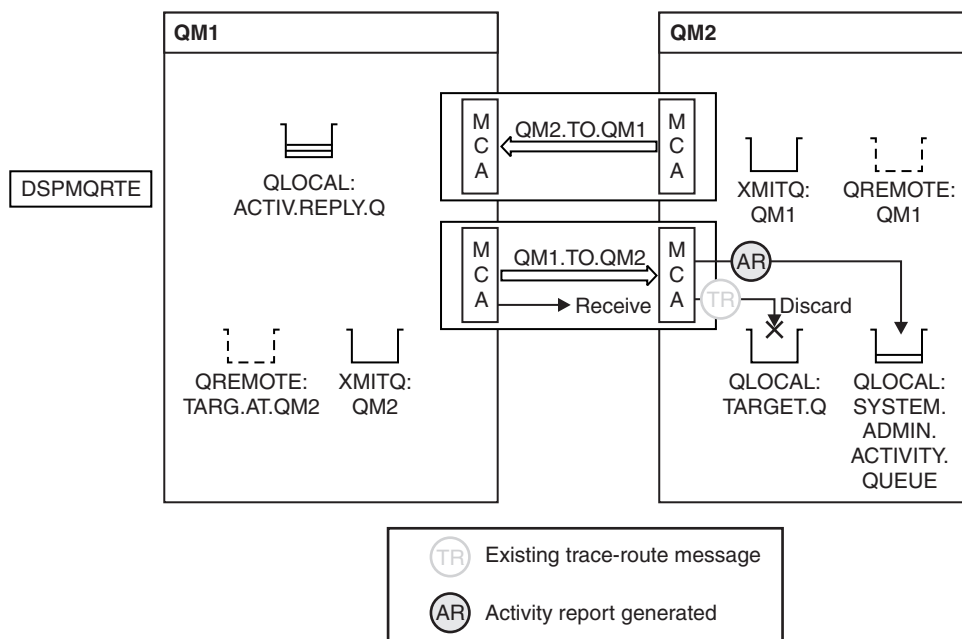 QM1
QM2
M
C
A
QM2.TO.QM1
M
C
A
DSPMQRTE
QLOCAL:
ACTIV.REPLY.Q
XMITQ:
QM1
QREMOTE:
QM1
M
C
A
QM1.TO.QM2
Receive
M
C
A
AR
TR
Discard
QREMOTE:
TARG.AT.QM2
XMITQ:
QM2
QLOCAL:
TARGET.Q
QLOCAL:
SYSTEM.
ADMIN.
ACTIVITY.
QUEUE
TR
Existing trace-route message
AR
Activity report generated